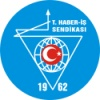 T. HABER-İŞ
SENDİKASI
19 62